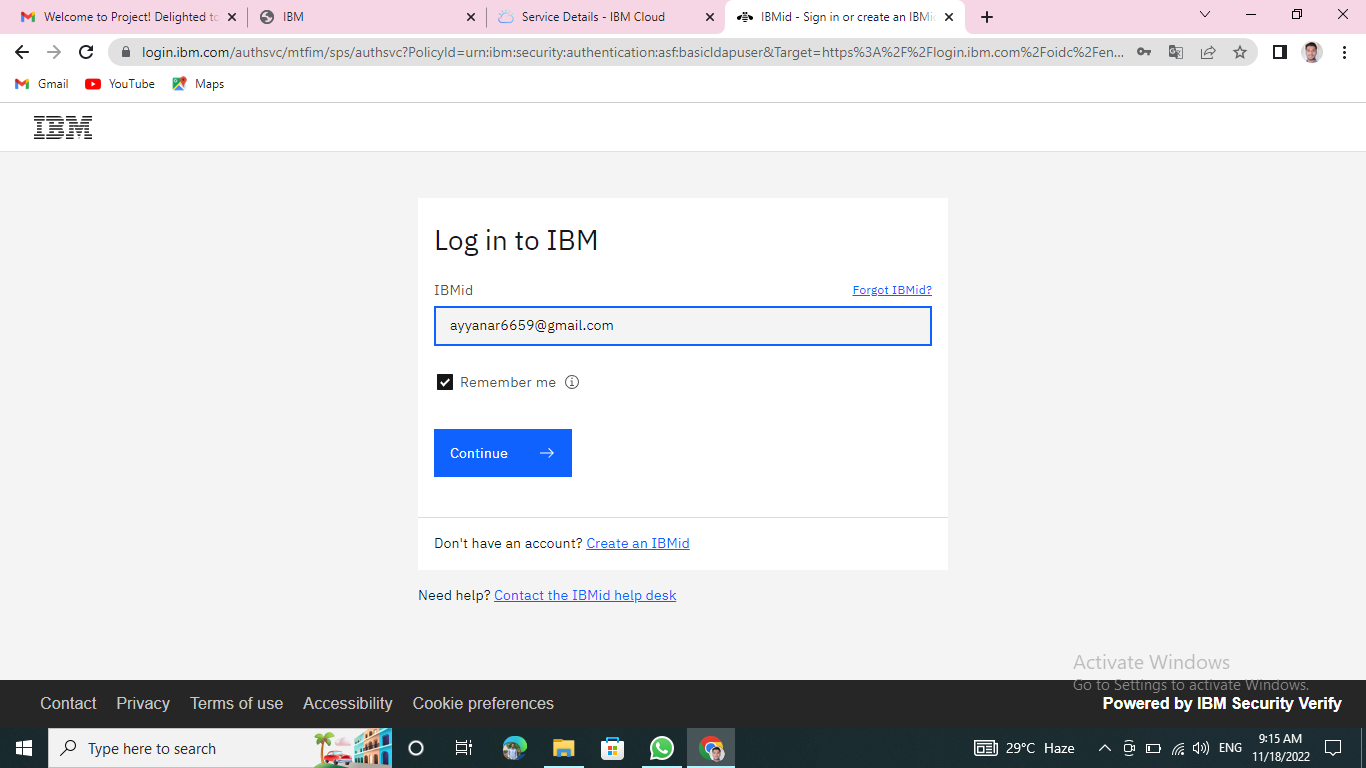 Welcome to Project! Delighted to
IBM
Service Details - IBM Cloud
IBMid - Sign in or create an IBMi
login.ibm.com/authsvc/mtfim/sps/authsvc?PolicyId=urn:ibm:security:authentication:asf:basicldapuser&Target=https%3A%2F%2Flogin.ibm.com%2Foidc%2Fen...
Gmail
YouTube
Maps
IBM
Log in to IBM
IBMid
Forgot IBMid?
ayyanar6659@gmail.com
Remember me
Continue
Don't have an account? Create an IBMid
Need help? Contact the IBMid help desk
Activate Windows
Go to Settings to activate Windows.
Contact
Privacy
Terms of use
Accessibility
Cookie preferences
Powered by IBM Security Verify
Type here to search
29°C Haze
ENG
9:15 AM
11/18/2022